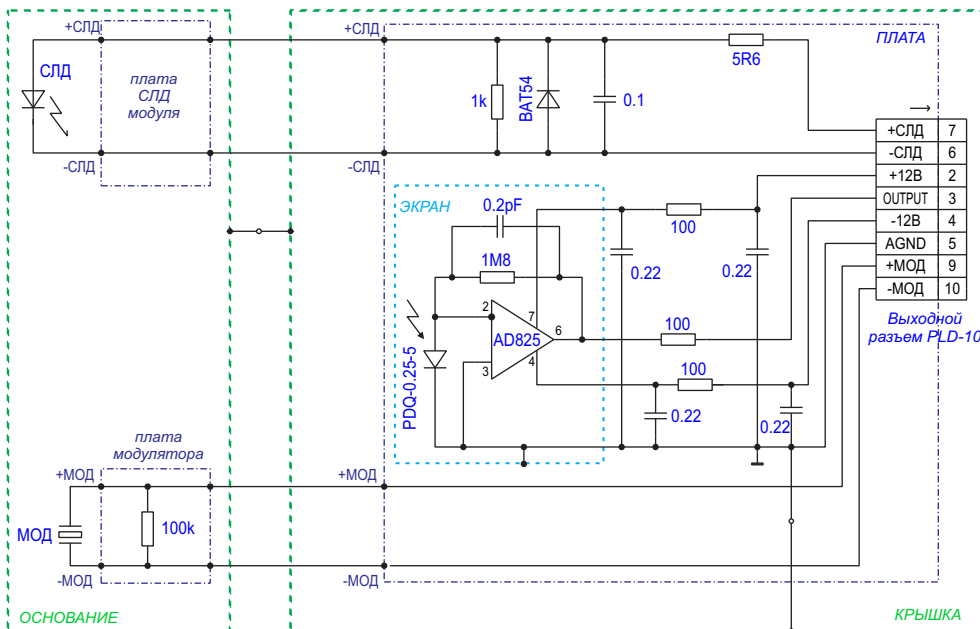 +СЛД
+СЛД
ПЛАТА
СЛД
плата
СЛД
модуля
5R6
1k
BAT54
0.1
-СЛД
-СЛД
+СЛД 7
-СЛД 6
+12В 2
OUTPUT 3
-12В 4
AGND 5
+МОД 9
-МОД 10
Выходной
разъем PLD-10
ЭКРАН
0.2pF
1M8
100
0.22
0.22
2
7
AD825
6
3
4
PDQ-0.25-5
100
100
0.22
0.22
плата
модулятора
+МОД
+МОД
МОД
100k
-МОД
-МОД
ОСНОВАНИЕ
КРЫШКА